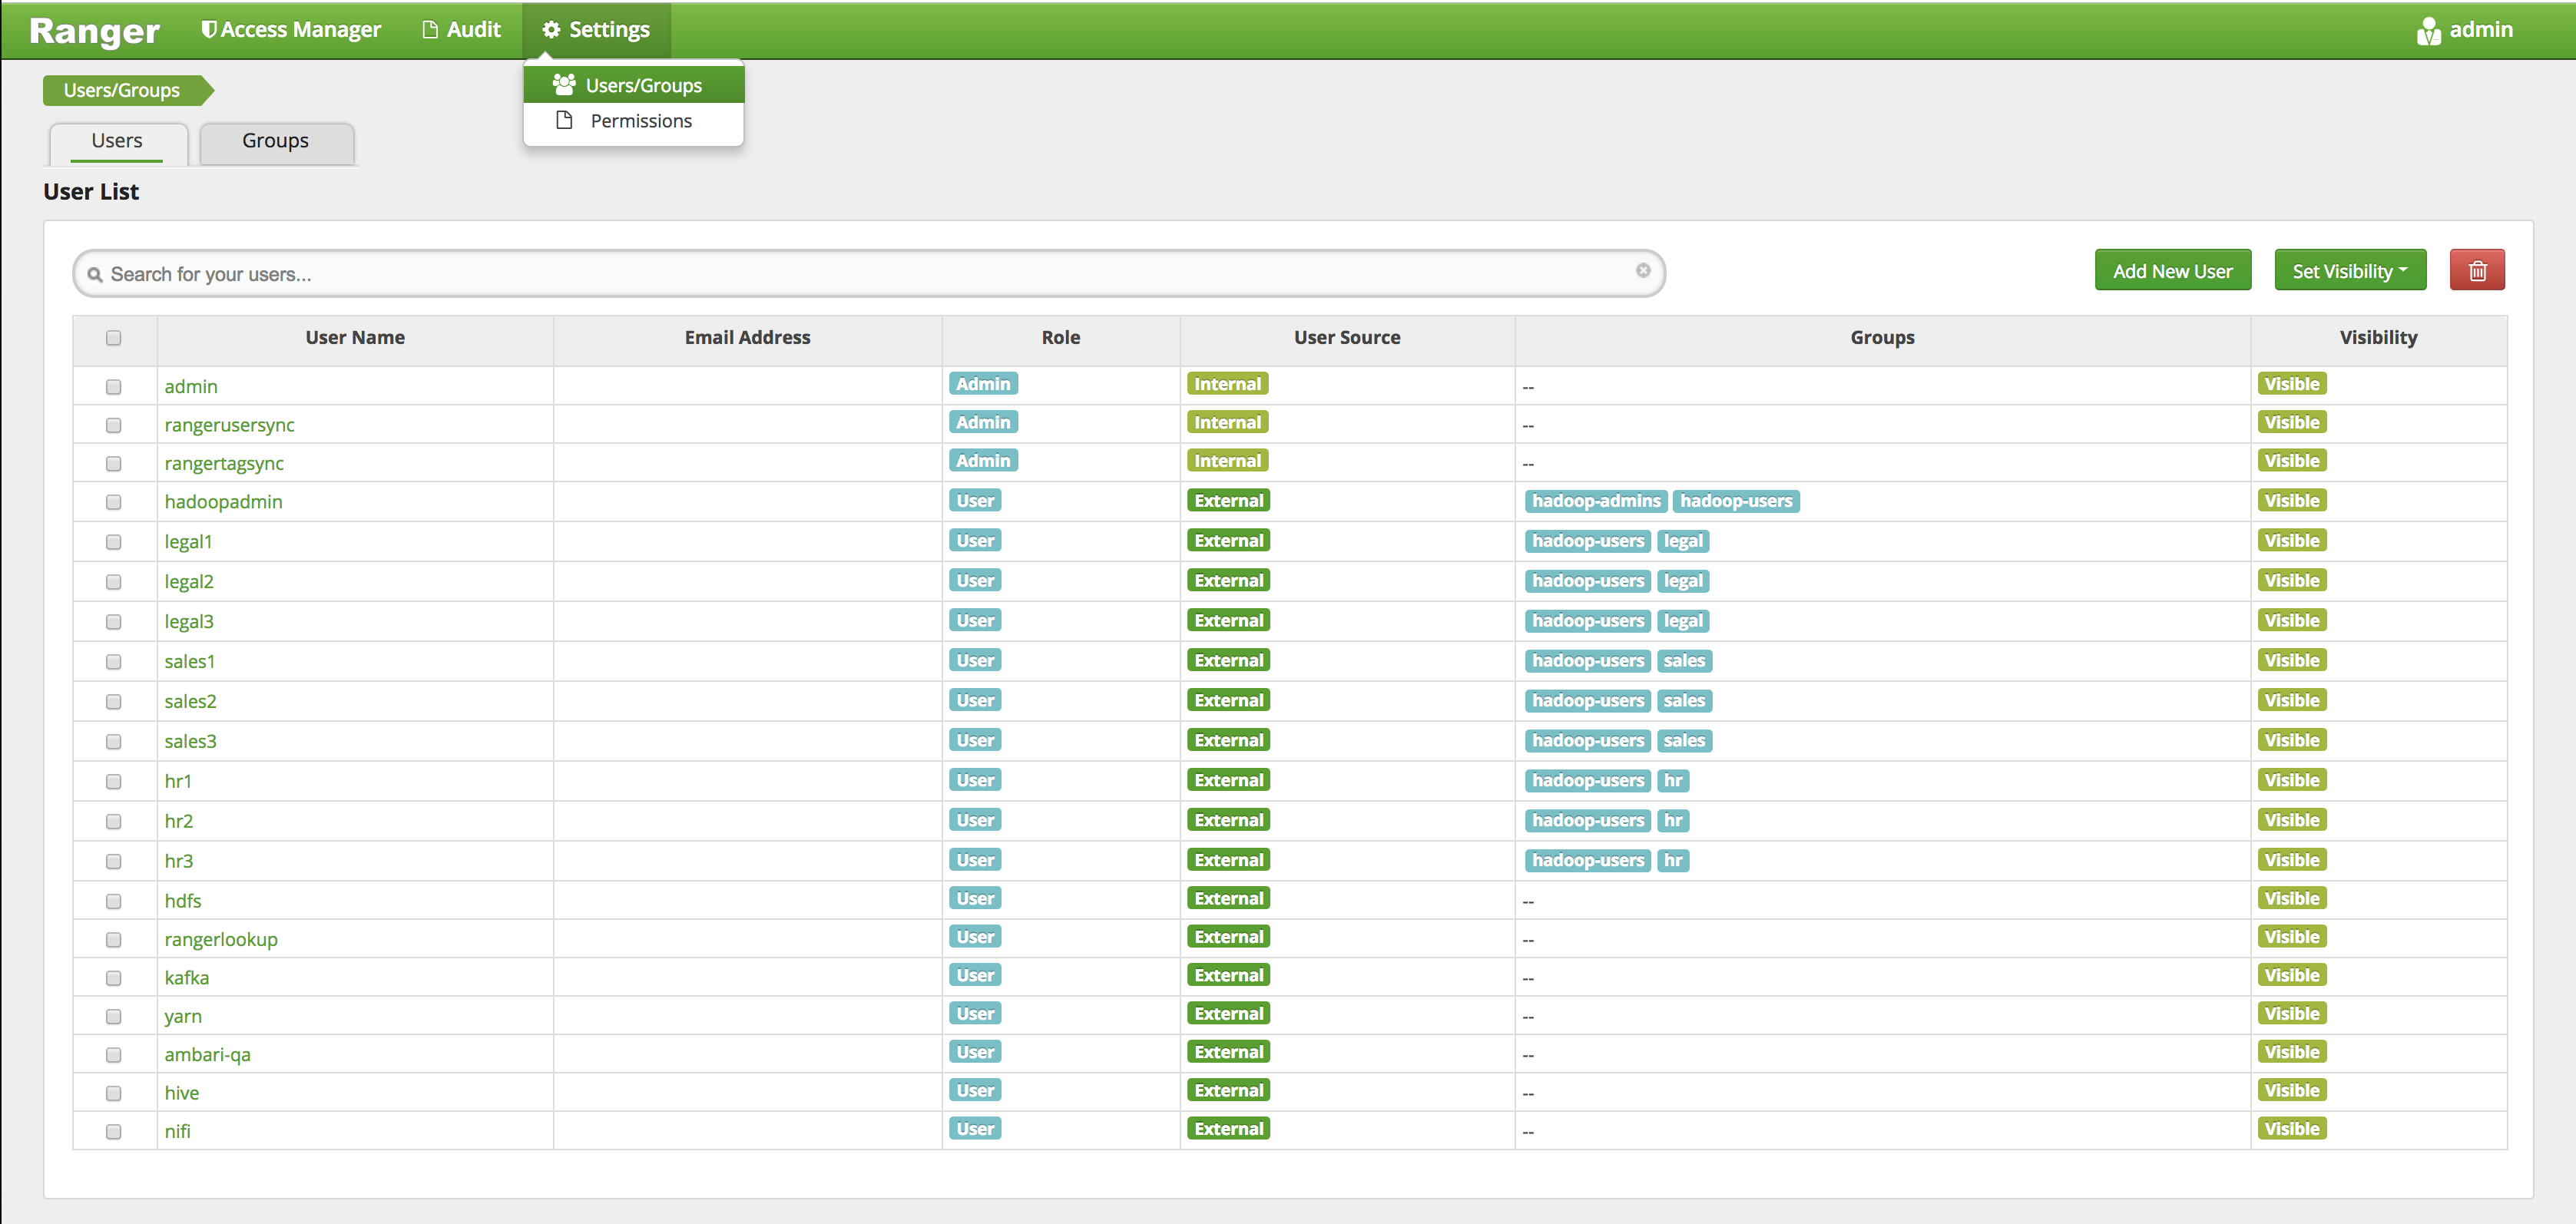 Ranger Access Manager Audit Settings admin
Users/Groups
Permissions
Users/Groups
Users Groups
User List
Search for your users... Add New User Set Visibility
User Name Email Address Role User Source Groups Visibility
admin Admin Internal -- Visible
rangerusersync Admin Internal -- Visible
rangertagsync Admin Internal -- Visible
hadoopadmin User External hadoop-admins hadoop-users Visible
legal1 User External hadoop-users legal Visible
legal2 User External hadoop-users legal Visible
legal3 User External hadoop-users legal Visible
sales1 User External hadoop-users sales Visible
sales2 User External hadoop-users sales Visible
sales3 User External hadoop-users sales Visible
hr1 User External hadoop-users hr Visible
hr2 User External hadoop-users hr Visible
hr3 User External hadoop-users hr Visible
hdfs User External -- Visible
rangerlookup User External -- Visible
kafka User External -- Visible
yarn User External -- Visible
ambari-qa User External -- Visible
hive User External -- Visible
nifi User External -- Visible